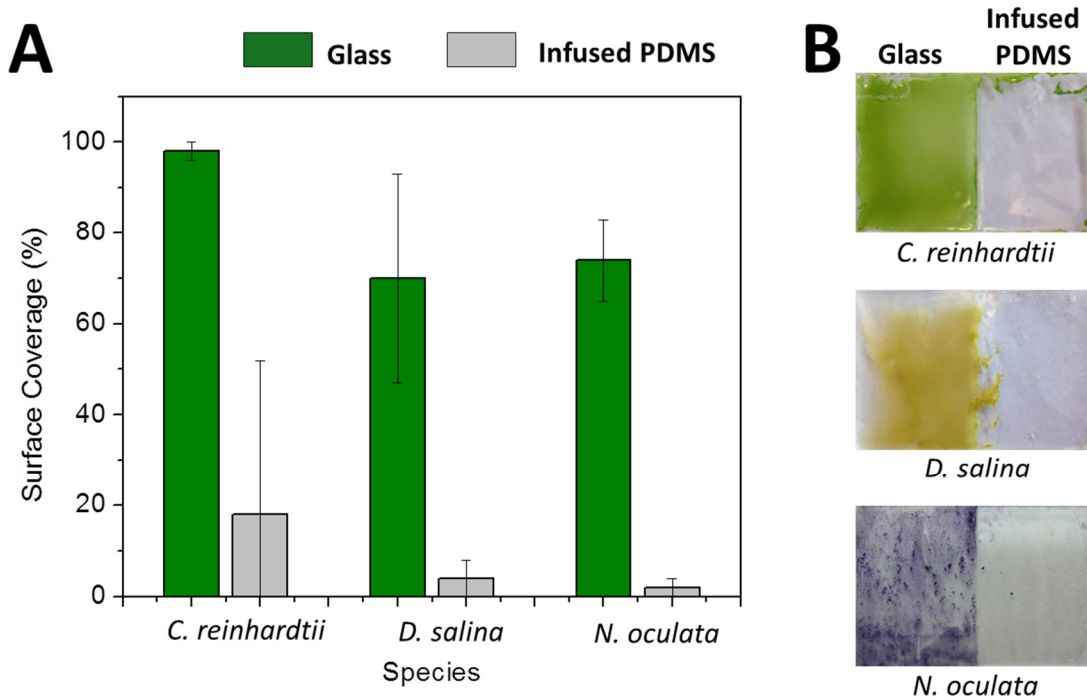 A
Glass
Infused PDMS
Surface Coverage (%)
100
80
60
40
20
0
C. reinhardtii
D. salina
N. oculata
Species
B
Glass
Infused
PDMS
C. reinhardtii
D. salina
N. oculata